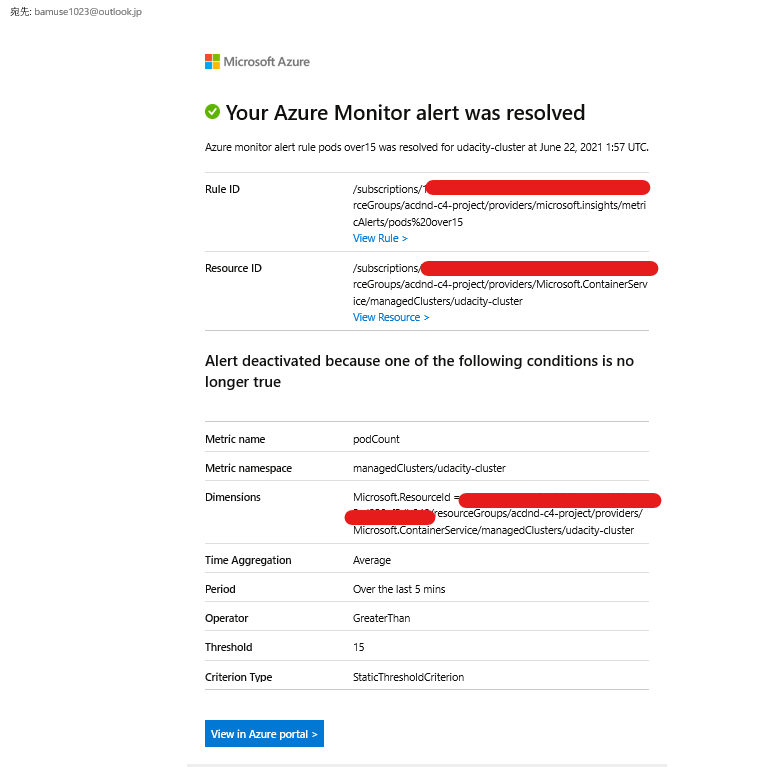 宛先: bamuse1023@outlook.jp
Microsoft Azure
Your Azure Monitor alert was resolved
Azure monitor alert rule pods over15 was resolved for udacity-cluster at June 22, 2021 1:57 UTC.
Rule ID
/subscriptions/
rceGroups/acdnd-c4-project/providers/microsoft.insights/metri
cAlerts/pods%20over15
View Rule >
Resource ID
/subscriptions/
rceGroups/acdnd-c4-project/providers/Microsoft.ContainerServ
ice/managedClusters/udacity-cluster
View Resource >
Alert deactivated because one of the following conditions is no
longer true
Metric name podCount
Metric namespace managedClusters/udacity-cluster
Dimensions Microsoft.ResourceId =
/resourceGroups/acdnd-c4-project/providers/
Microsoft.ContainerService/managedClusters/udacity-cluster
Time Aggregation Average
Period Over the last 5 mins
Operator GreaterThan
Threshold 15
Criterion Type StaticThresholdCriterion
View in Azure portal >